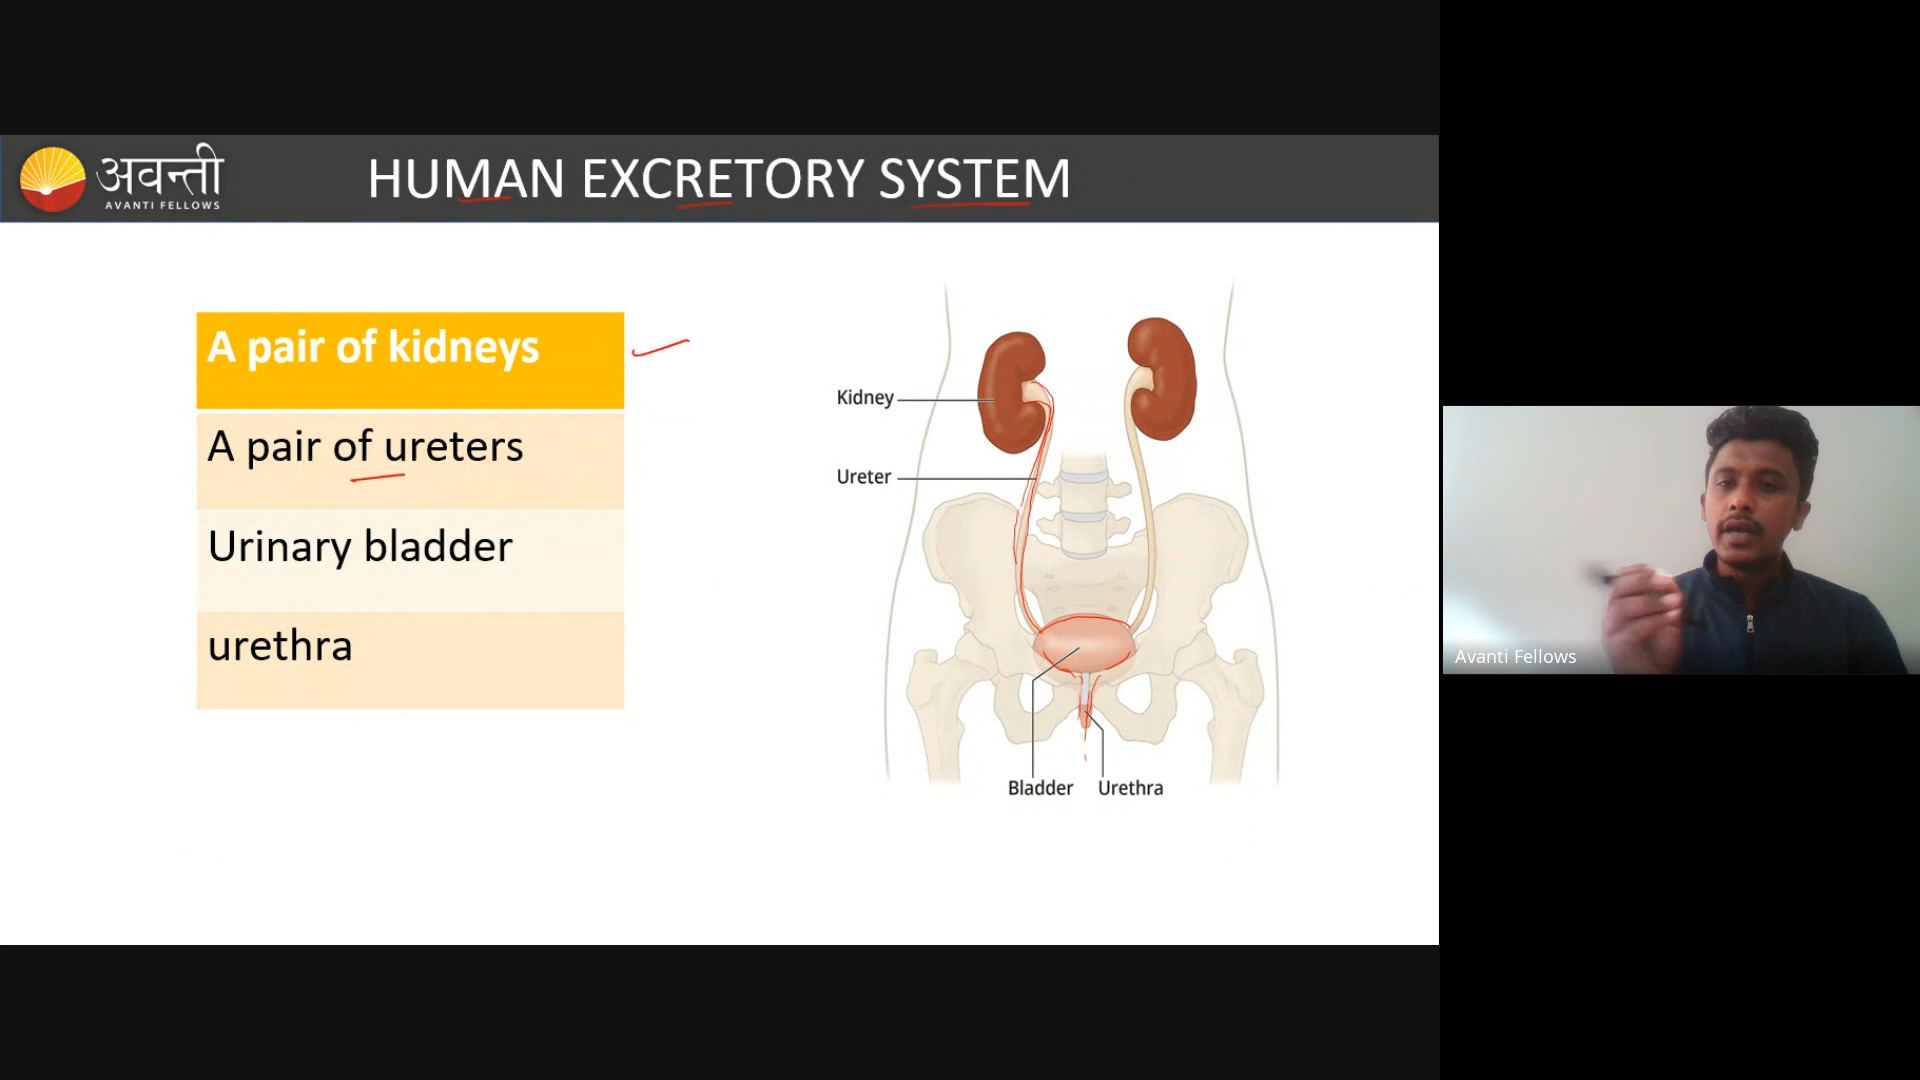 अवन्ती
AVANTI FELLOWS
HUMAN EXCRETORY SYSTEM
A pair of kidneys
A pair of ureters
Urinary bladder
urethra
Kidney
Ureter
Bladder
Urethra
Avanti Fellows